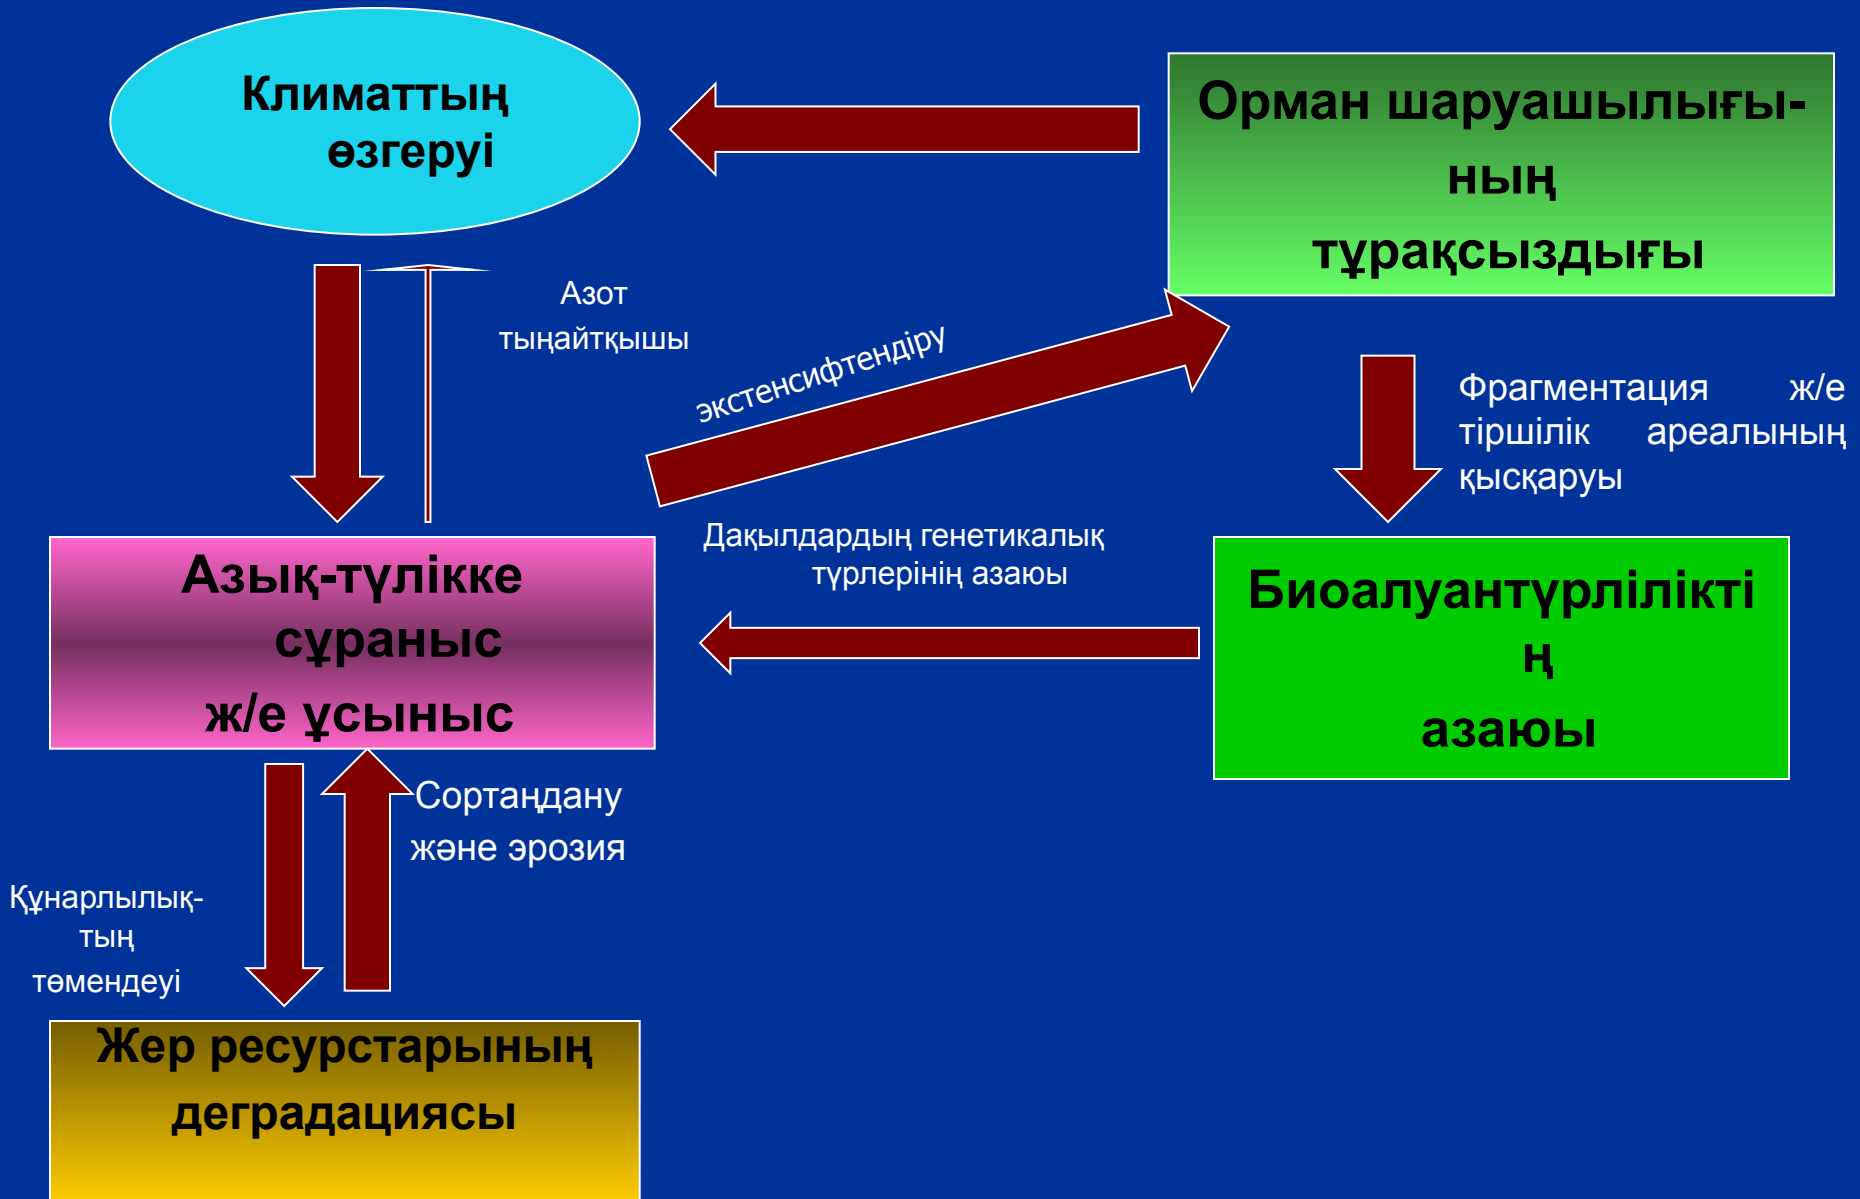 Климаттың
өзгеруі
Орман шаруашылығы-
ның
тұрақсыздығы
Азот
тыңайтқышы
экстенсифтендіру
Фрагментация ж/е
тіршілік ареалының
қысқаруы
Дақылдардың генетикалық
түрлерінің азаюы
Азық-түлікке
сұраныс
ж/е ұсыныс
Биоалуантүрлілікті
ң
азаюы
Сортаңдану
және эрозия
Құнарлылық-
тың
төмендеуі
Жер ресурстарының
деградациясы